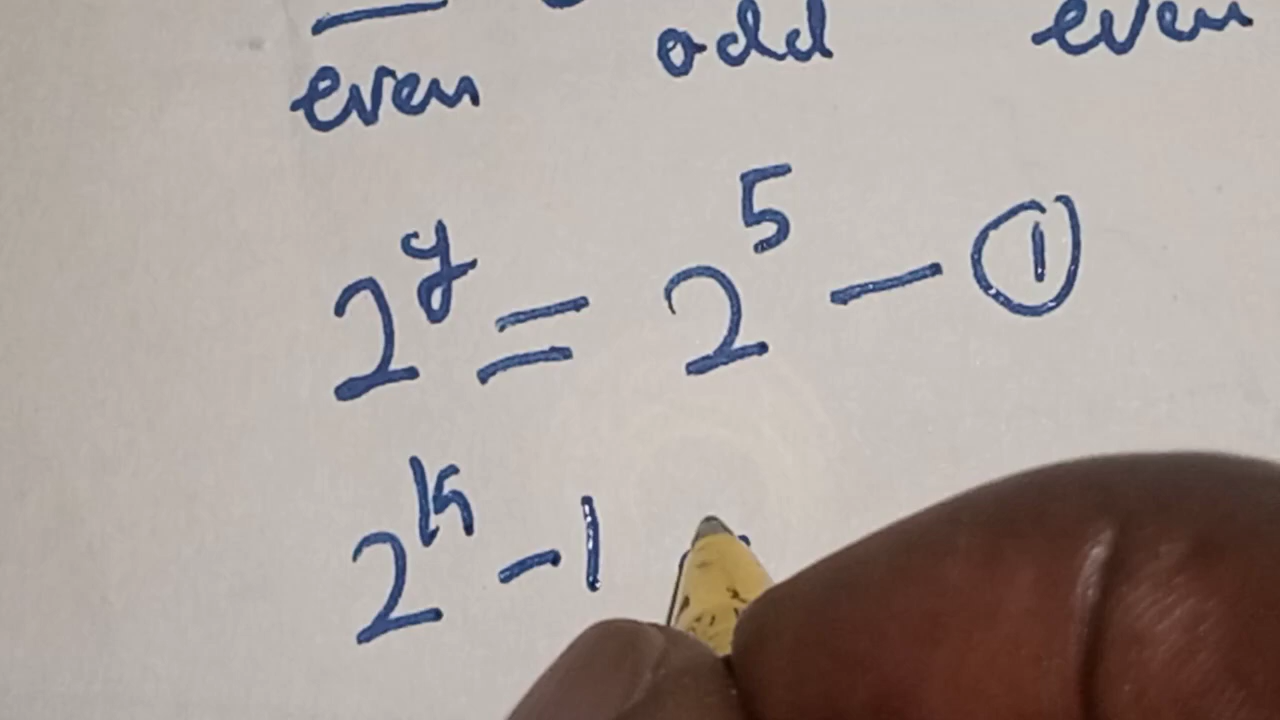 even odd even
2^y = 2^5 - ①
2^k - 1